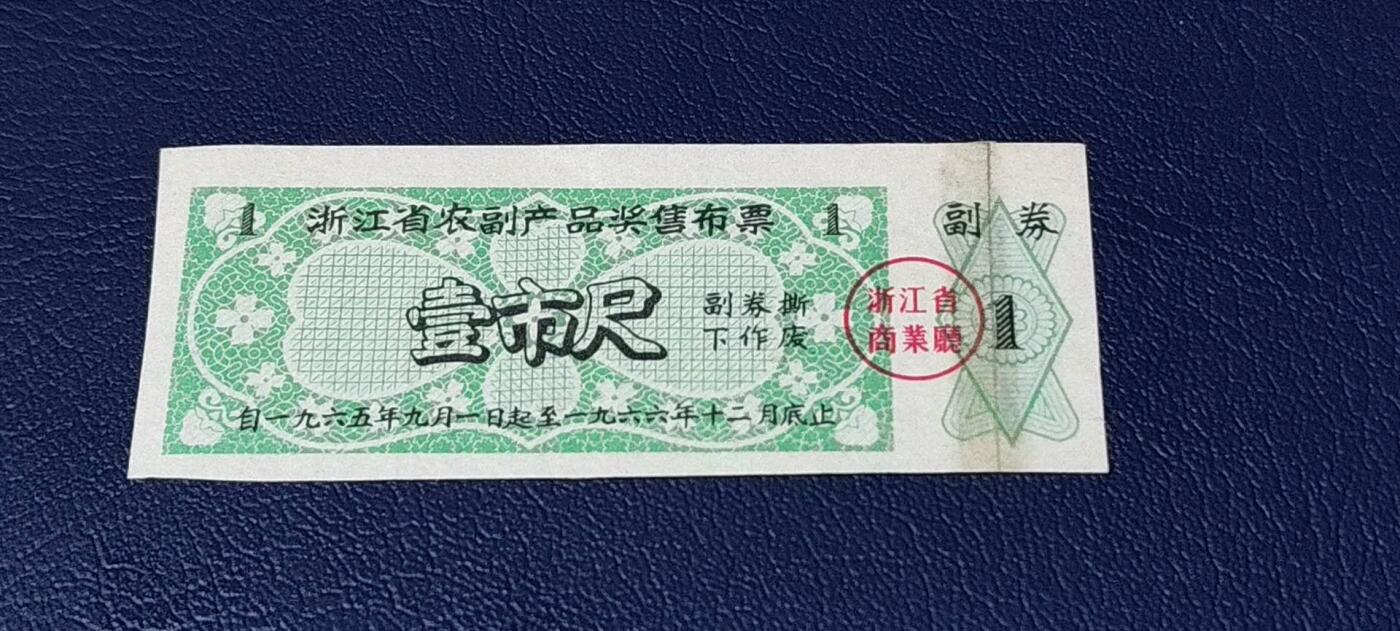 1 浙江省农副产品奖售布票 1
壹市尺
副券撕
下作废
自一九六五年九月一日起至一九六六年十二月底止
浙江省
商業廳
副券
1